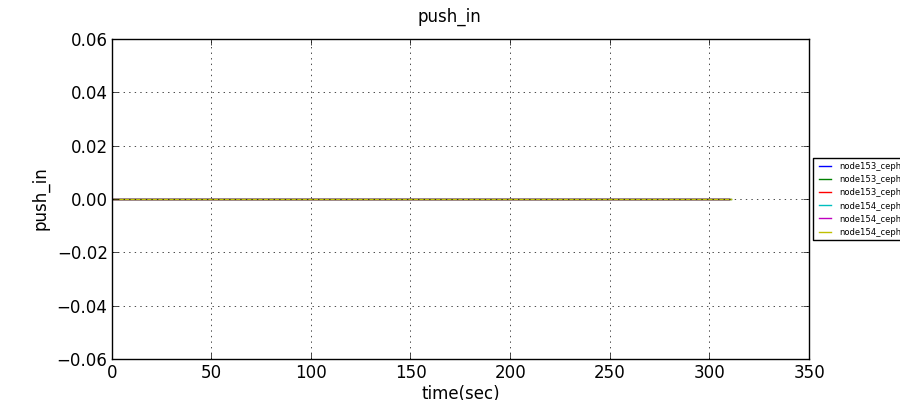 push_in
0.06
0.04
0.02
0.00
−0.02
−0.04
−0.06
push_in
0 50 100 150 200 250 300 350
time(sec)
node153_ceph
node153_ceph
node153_ceph
node154_ceph
node154_ceph
node154_ceph